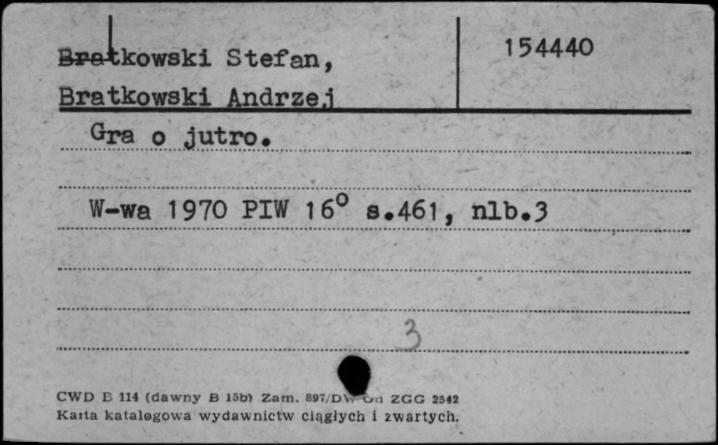 Bratkowski Stefan,
154440
Bratkowski Andrzej
Gra o jutro.
W-wa 1970 PIW 16° s.461, nlb.3
3
CWD B 114 (dawny B 15b) Zam. 897/DW ZGG 2542
Karta katalogowa wydawnictw ciągłych i zwartych.